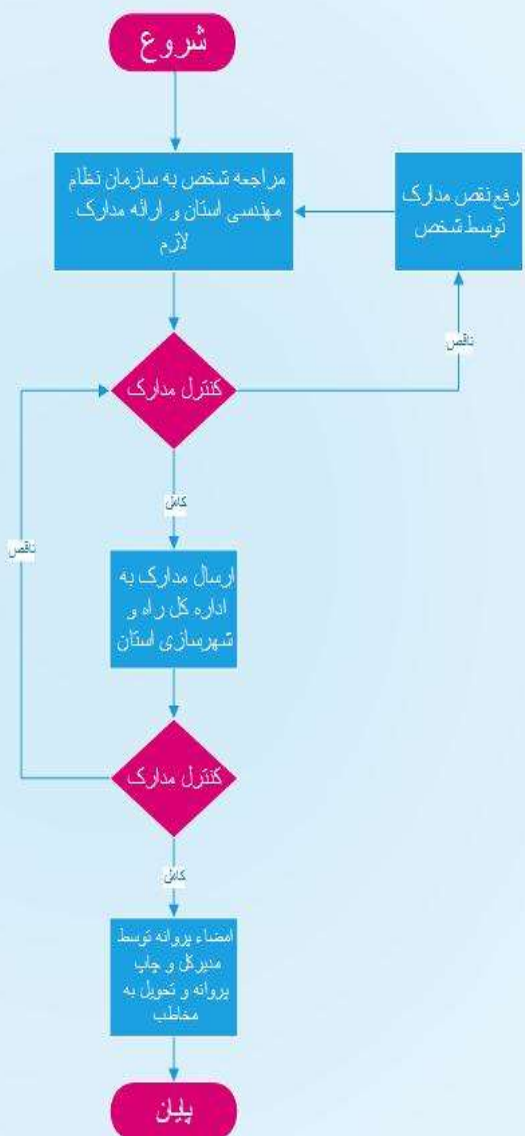 شروع
مراجعه شخص به سازمان نظام
مهندسی استان و ارائه مدارک
لازم
رفع نقص مدارک
توسط شخص
ناقص
کنترل مدارک
کامل
ناقص
ارسال مدارک به
اداره کل راه و
شهرسازی استان
کنترل مدارک
کامل
امضاء پروانه توسط
مدیرکل و چاپ
پروانه و تحویل به
مخاطب
پایان